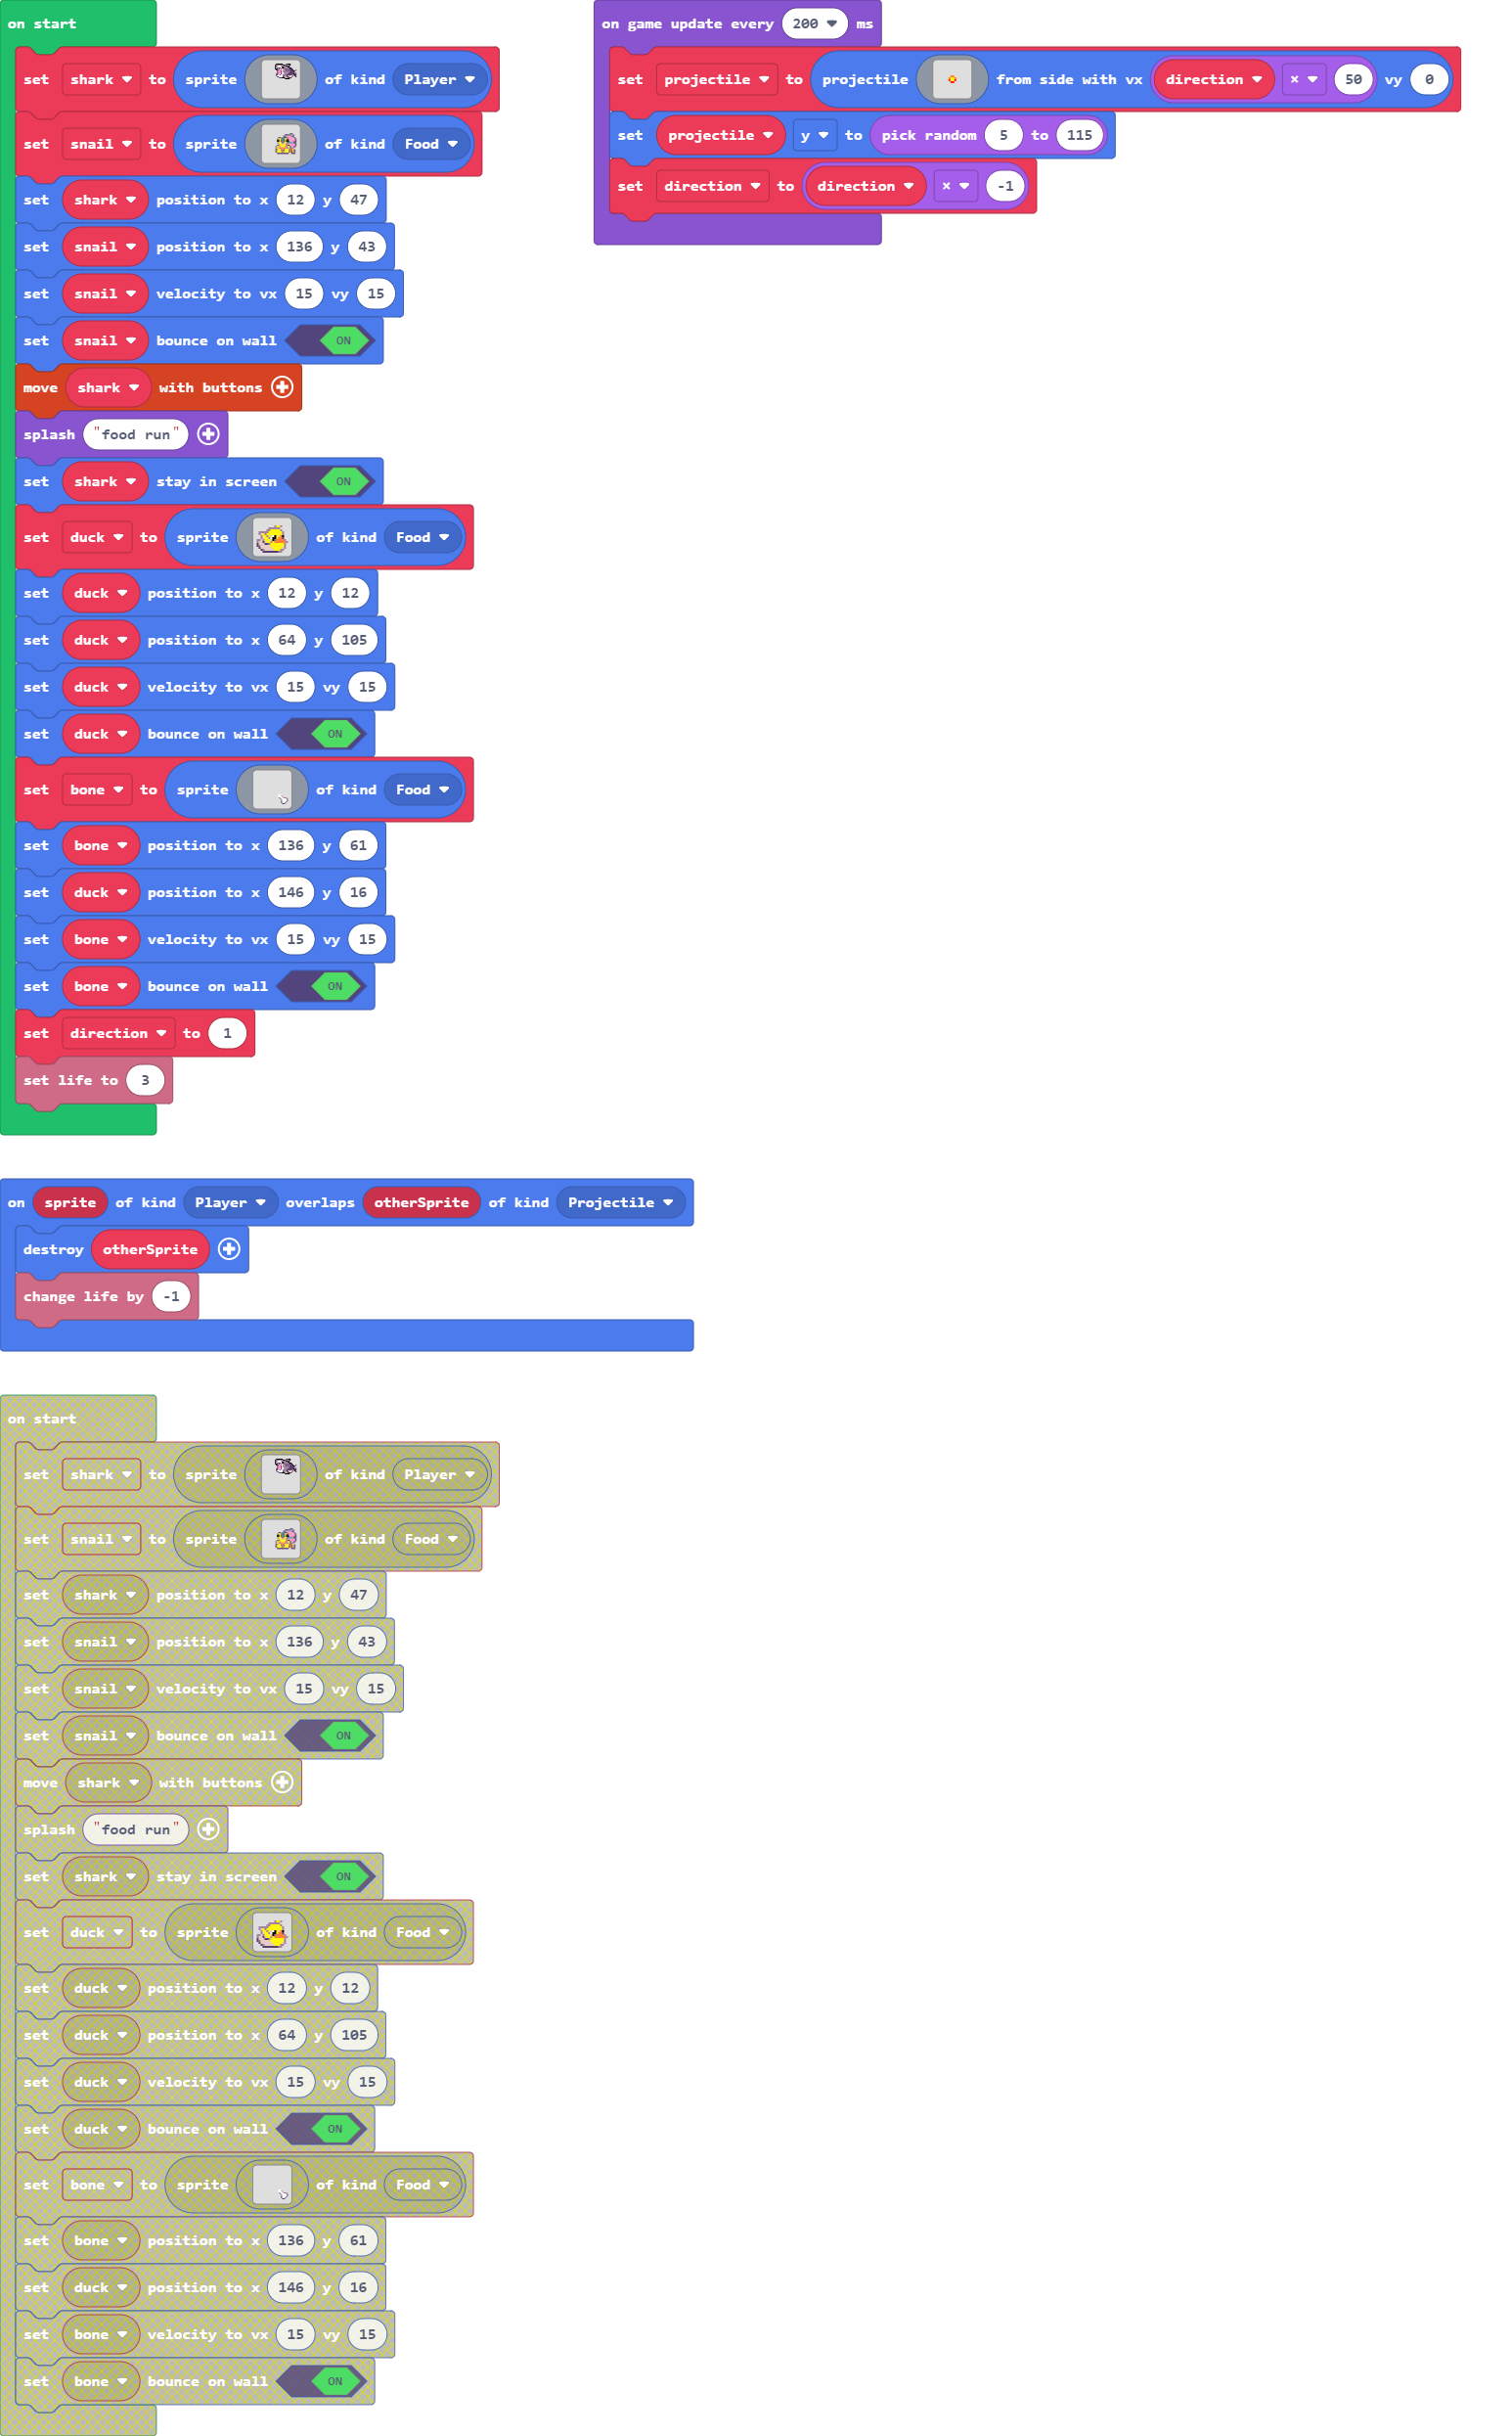 on start
set shark to sprite of kind Player
set snail to sprite of kind Food
set shark position to x 12 y 47
set snail position to x 136 y 43
set snail velocity to vx 15 vy 15
set snail bounce on wall ON
move shark with buttons
splash "food run"
set shark stay in screen ON
set duck to sprite of kind Food
set duck position to x 12 y 12
set duck position to x 64 y 105
set duck velocity to vx 15 vy 15
set duck bounce on wall ON
set bone to sprite of kind Food
set bone position to x 136 y 61
set duck position to x 146 y 16
set bone velocity to vx 15 vy 15
set bone bounce on wall ON
set direction to 1
set life to 3
on game update every 200 ms
set projectile to projectile from side with vx direction × 50 vy 0
set projectile y to pick random 5 to 115
set direction to direction × -1
on sprite of kind Player overlaps otherSprite of kind Projectile
destroy otherSprite
change life by -1
on start
set shark to sprite of kind Player
set snail to sprite of kind Food
set shark position to x 12 y 47
set snail position to x 136 y 43
set snail velocity to vx 15 vy 15
set snail bounce on wall ON
move shark with buttons
splash "food run"
set shark stay in screen ON
set duck to sprite of kind Food
set duck position to x 12 y 12
set duck position to x 64 y 105
set duck velocity to vx 15 vy 15
set duck bounce on wall ON
set bone to sprite of kind Food
set bone position to x 136 y 61
set duck position to x 146 y 16
set bone velocity to vx 15 vy 15
set bone bounce on wall ON